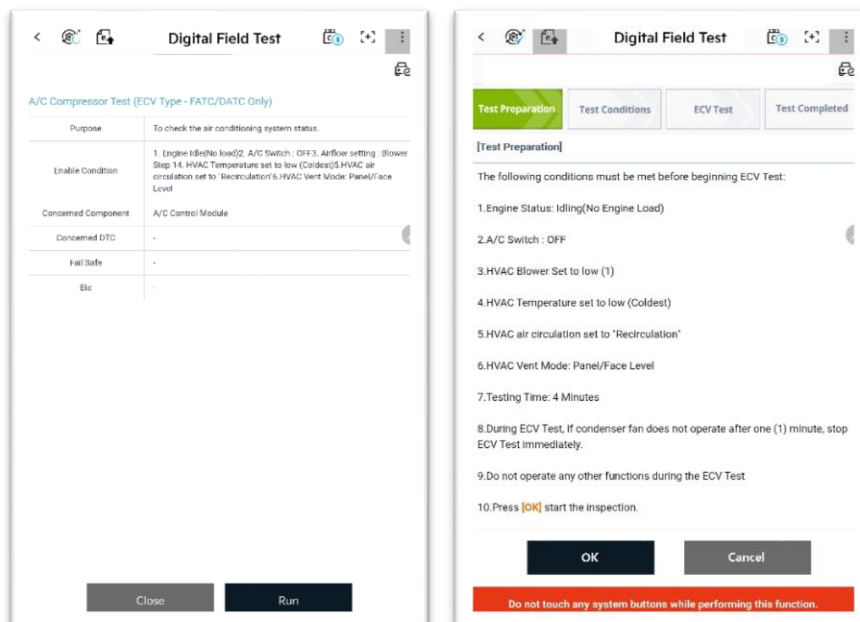 Digital Field Test
A/C Compressor Test (ECV Type - FATC/DATC Only)
Purpose
To check the air conditioning system status.
Enable Condition
1. Engine Idle(No load)2. A/C Switch : OFF3. Airflow setting : Blower
Step 14. HVAC Temperature set to low (Coldest)5.HVAC air
circulation set to "Recirculation"6.HVAC Vent Mode: Panel/Face
Level
Concerned Component
A/C Control Module
Concerned DTC
-
Fail Safe
-
Etc
-
Close
Run
Digital Field Test
Test Preparation
Test Conditions
ECV Test
Test Completed
[Test Preparation]
The following conditions must be met before beginning ECV Test:
1.Engine Status: Idling(No Engine Load)
2.A/C Switch : OFF
3.HVAC Blower Set to low (1)
4.HVAC Temperature set to low (Coldest)
5.HVAC air circulation set to "Recirculation"
6.HVAC Vent Mode: Panel/Face Level
7.Testing Time: 4 Minutes
8.During ECV Test, if condenser fan does not operate after one (1) minute, stop
ECV Test immediately.
9.Do not operate any other functions during the ECV Test
10.Press [OK] start the inspection.
OK
Cancel
Do not touch any system buttons while performing this function.